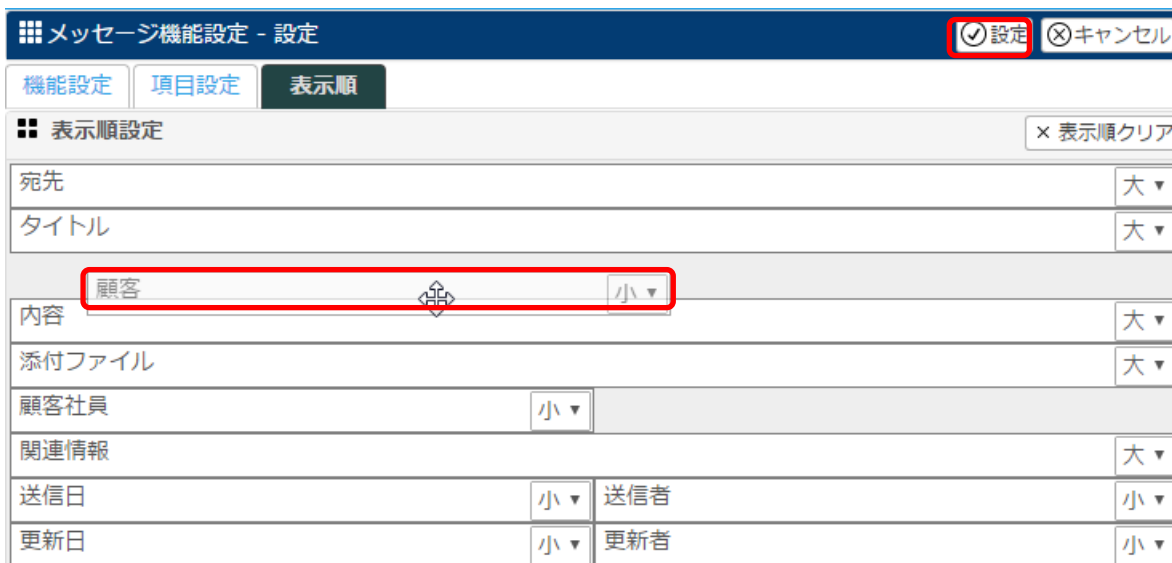 メッセージ機能設定 - 設定 設定 キャンセル
機能設定 項目設定 表示順
表示順設定 × 表示順クリア
宛先 大▼
タイトル 大▼
顧客 小▼
内容 大▼
添付ファイル 大▼
顧客社員 小▼
関連情報 大▼
送信日 小▼ 送信者 小▼
更新日 小▼ 更新者 小▼